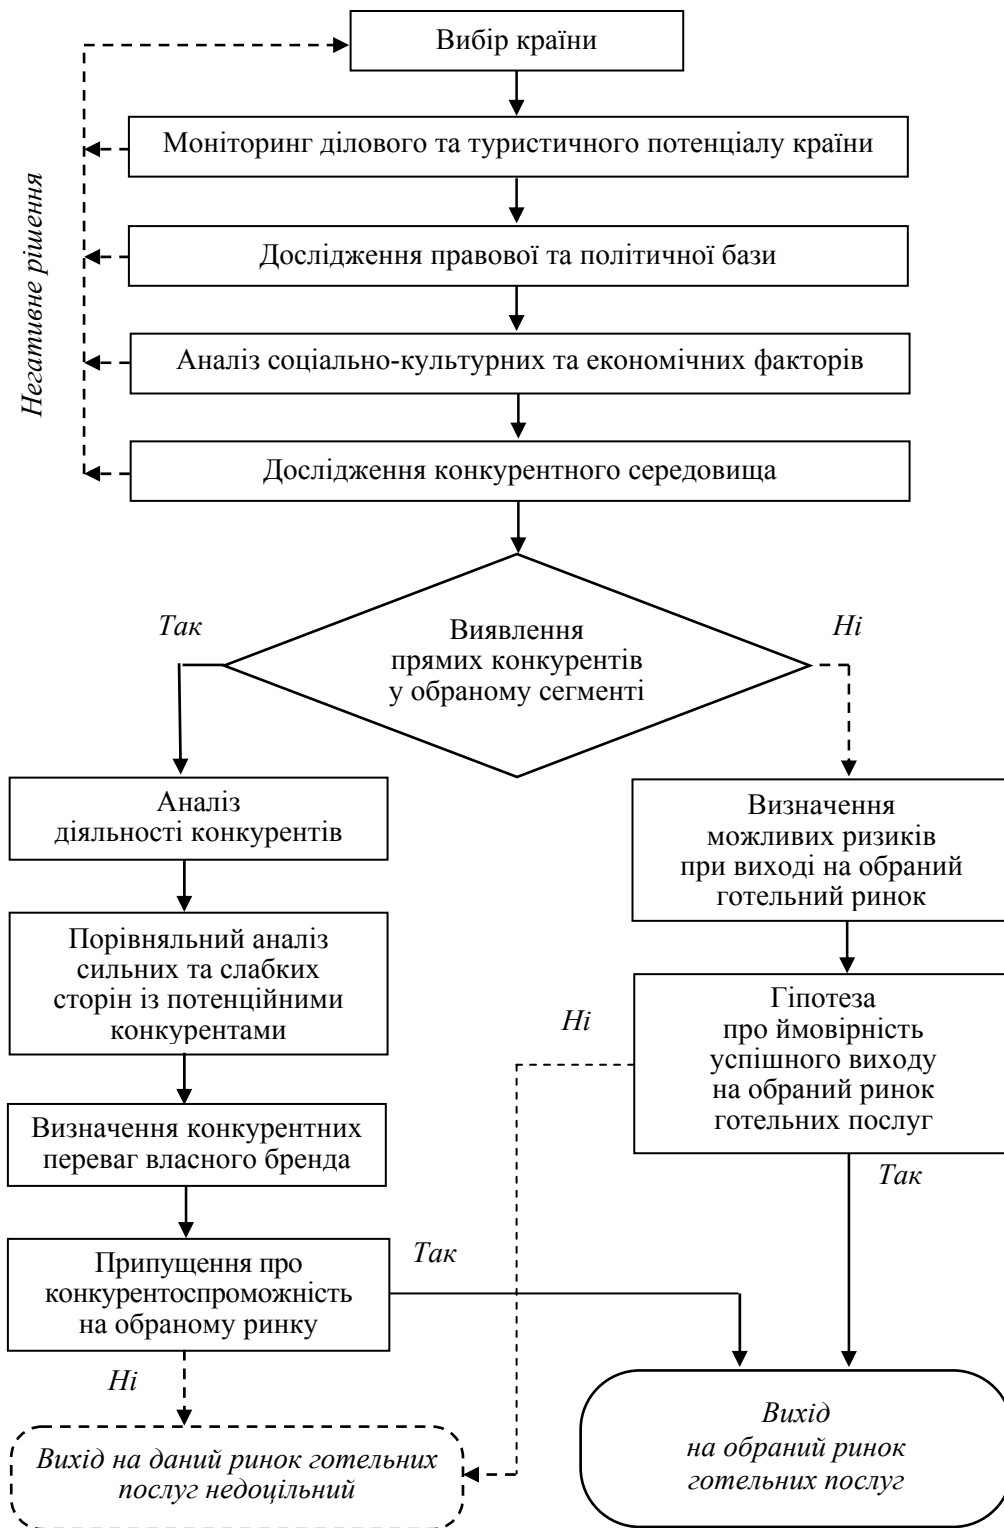 Вибір країни
Моніторинг ділового та туристичного потенціалу країни
Негативне рішення
Дослідження правової та політичної бази
Аналіз соціально-культурних та економічних факторів
Дослідження конкурентного середовища
Так
Ні
Виявлення
прямих конкурентів
у обраному сегменті
Аналіз
діяльності конкурентів
Визначення
можливих ризиків
при виході на обраний
готельний ринок
Порівняльний аналіз
сильних та слабких
сторін із потенційними
конкурентами
Ні
Гіпотеза
про ймовірність
успішного виходу
на обраний ринок
готельних послуг
Визначення конкурентних
переваг власного бренда
Так
Припущення про
конкурентоспроможність
на обраному ринку
Так
Ні
Вихід на даний ринок готельних
послуг недоцільний
Вихід
на обраний ринок
готельних послуг